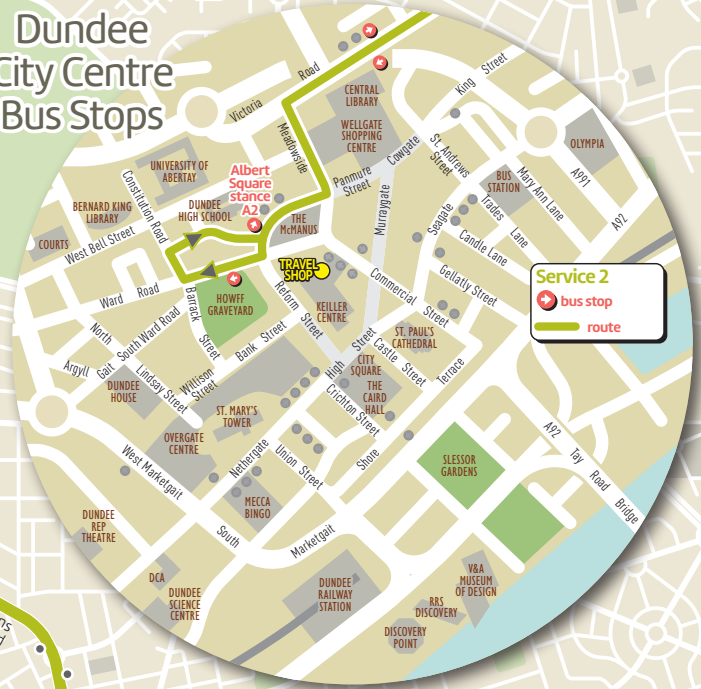 Dundee
City Centre
Bus Stops
Road
Victoria
Meadowside
CENTRAL
LIBRARY
King Street
WELLGATE
SHOPPING
CENTRE
Cowgate
St. Andrews
Street
OLYMPIA
UNIVERSITY OF
ABERTAY
Albert
Square
stance
A2
Panmure
Street
BUS
STATION
Mary Ann Lane
A991
A92
Constitution Road
BERNARD KING
LIBRARY
DUNDEE
HIGH SCHOOL
THE
McMANUS
Murraygate
Seagate
Trades Lane
COURTS
West Bell Street
Candle Lane
TRAVEL
SHOP
Gellatly Street
Service 2
bus stop
route
Ward Road
Barrack
Street
HOWFF
GRAVEYARD
Reform Street
KEILLER
CENTRE
Commercial Street
North
Gait
South Ward Road
Bank Street
ST. PAUL'S
CATHEDRAL
Argyll
DUNDEE
HOUSE
Lindsay Street
Willison
Street
High Street
CITY
SQUARE
THE
CAIRD
HALL
Castle Street
Terrace
Crichton Street
ST. MARY'S
TOWER
OVERGATE
CENTRE
Nethergate
Union Street
Shore
A92 Tay Road Bridge
West Marketgait
SLESSOR
GARDENS
MECCA
BINGO
DUNDEE
REP
THEATRE
South
Marketgait
DCA
DUNDEE
SCIENCE
CENTRE
DUNDEE
RAILWAY
STATION
V&A
MUSEUM
OF DESIGN
RRS
DISCOVERY
DISCOVERY
POINT